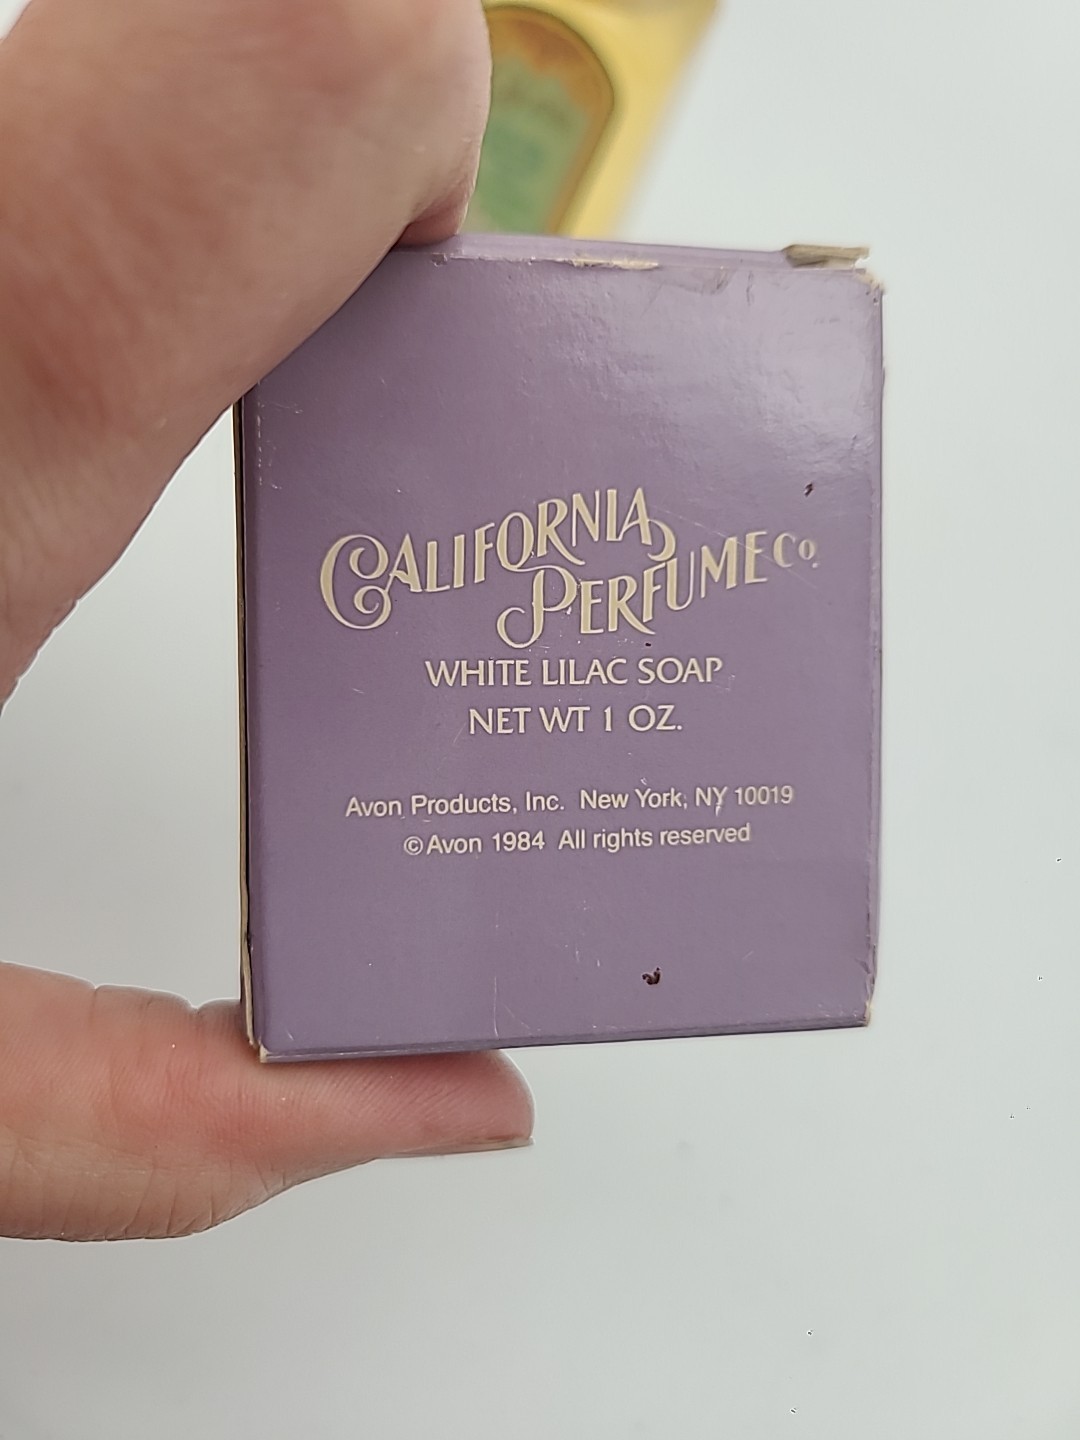 CALIFORNIA
PERFUME Co.
WHITE LILAC SOAP
NET WT 1 OZ.
Avon Products, Inc. New York, NY 10019
©Avon 1984 All rights reserved